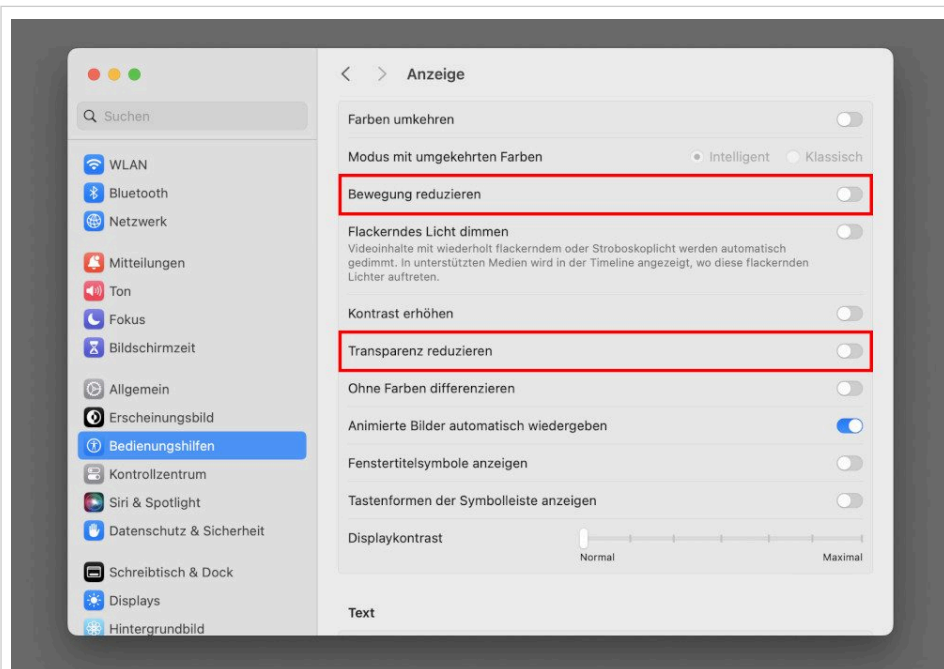 Anzeige
Suchen
WLAN
Bluetooth
Netzwerk
Mitteilungen
Ton
Fokus
Bildschirmzeit
Allgemein
Erscheinungsbild
Bedienungshilfen
Kontrollzentrum
Siri & Spotlight
Datenschutz & Sicherheit
Schreibtisch & Dock
Displays
Hintergrundbild
Farben umkehren
Modus mit umgekehrten Farben Intelligent Klassisch
Bewegung reduzieren
Flackerndes Licht dimmen
Videoinhalte mit wiederholt flackerndem oder Stroboskoplicht werden automatisch
gedimmt. In unterstützten Medien wird in der Timeline angezeigt, wo diese flackernden
Lichter auftreten.
Kontrast erhöhen
Transparenz reduzieren
Ohne Farben differenzieren
Animierte Bilder automatisch wiedergeben
Fenstertitelsymbole anzeigen
Tastenformen der Symbolleiste anzeigen
Displaykontrast
Normal Maximal
Text